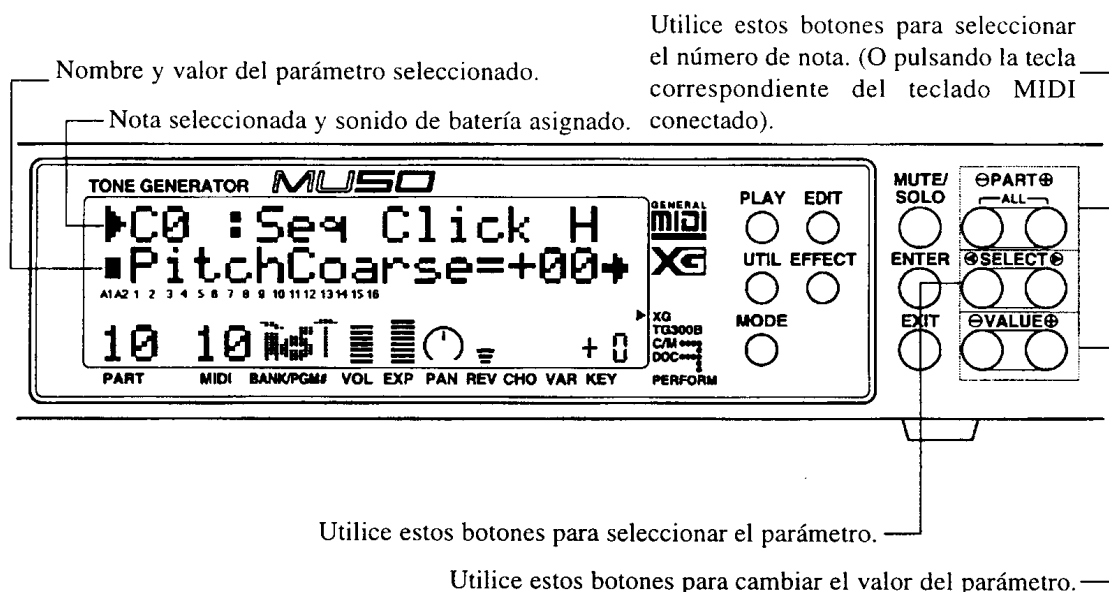 Utilice estos botones para seleccionar
el número de nota. (O pulsando la tecla
correspondiente del teclado MIDI
conectado).
Nombre y valor del parámetro seleccionado.
Nota seleccionada y sonido de batería asignado.
TONE GENERATOR MU50
C0 :Seq Click H
PitchCoarse=+00
A1 A2 1 2 3 4 5 6 7 8 9 10 11 12 13 14 15 16
10 10 + 0
PART MIDI BANK/PGM# VOL EXP PAN REV CHO VAR KEY
GENERAL
MIDI
XG
XG
TG300B
C/M
DOC
PERFORM
PLAY EDIT
UTIL EFFECT
MODE
MUTE/
SOLO
ENTER
EXIT
⊖PART⊕
ALL
SELECT
⊖VALUE⊕
Utilice estos botones para seleccionar el parámetro.
Utilice estos botones para cambiar el valor del parámetro.